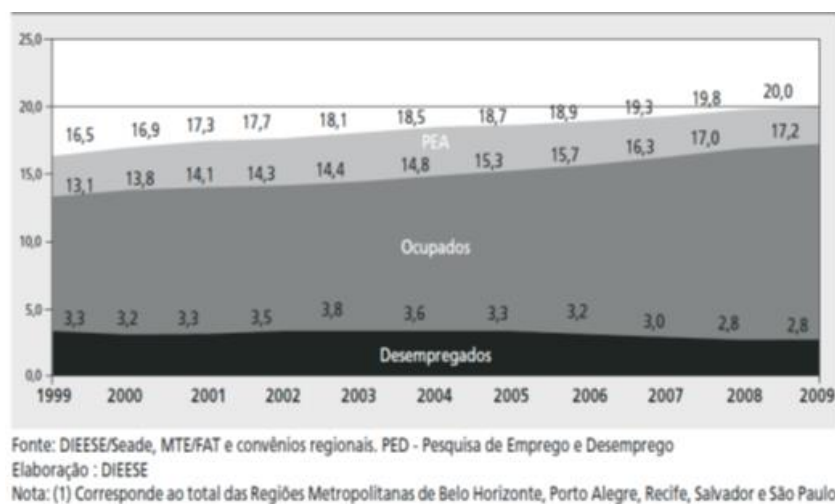 25,0
20,0
15,0
10,0
5,0
0,0
16,5 16,9 17,3 17,7 18,1 18,5 18,7 18,9 19,3 19,8 20,0
PEA
13,1 13,8 14,1 14,3 14,4 14,8 15,3 15,7 16,3 17,0 17,2
Ocupados
3,3 3,2 3,3 3,5 3,8 3,6 3,3 3,2 3,0 2,8 2,8
Desempregados
1999 2000 2001 2002 2003 2004 2005 2006 2007 2008 2009
Fonte: DIEESE/Seade, MTE/FAT e convênios regionais. PED - Pesquisa de Emprego e Desemprego
Elaboração : DIEESE
Nota: (1) Corresponde ao total das Regiões Metropolitanas de Belo Horizonte, Porto Alegre, Recife, Salvador e São Paulo